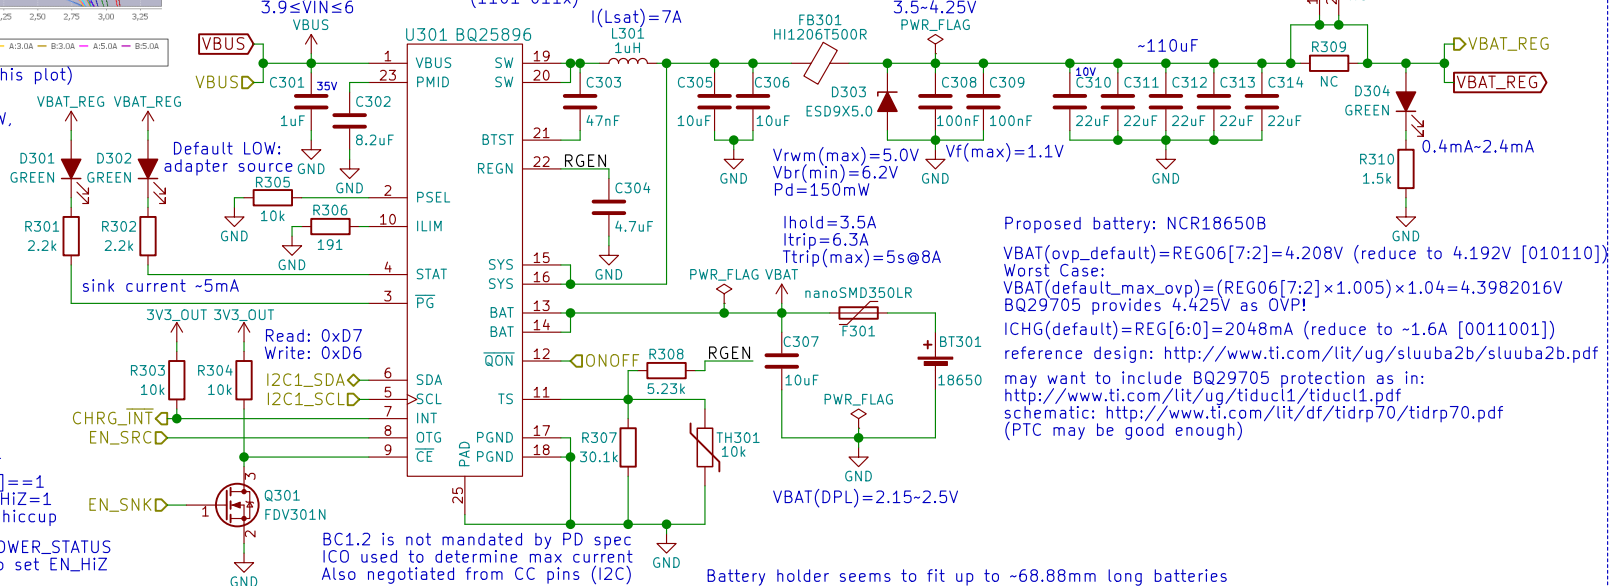 3.9≤VIN≤6
I(Lsat)=7A
3.5~4.25V
2,25 2,50 2,75 3,00 3,25
A:3.0A B:3.0A A:5.0A B:5.0A
his plot)
VBUS
VBUS
VBUS
C301
35V
1uF
GND
C302
8.2uF
GND
VBAT_REG VBAT_REG
D301
GREEN
D302
GREEN
R301
2.2k
R302
2.2k
Default LOW:
adapter source
R305
10k
GND
R306
191
GND
sink current ~5mA
3V3_OUT 3V3_OUT
Read: 0xD7
Write: 0xD6
R303
10k
R304
10k
I2C1_SDA
I2C1_SCL
CHRG_INT
EN_SRC
EN_SNK
Q301
FDV301N
1
2
3
GND
]==1
HiZ=1
hiccup
OWER_STATUS
o set EN_HiZ
U301 BQ25896
1 VBUS
23 PMID
2 PSEL
10 ILIM
4 STAT
3 PG
6 SDA
5 SCL
7 INT
8 OTG
9 CE
SW 19
SW 20
BTST 21
REGN 22
SYS 15
SYS 16
BAT 13
BAT 14
QON 12
TS 11
PGND 17
PGND 18
PAD 25
BC1.2 is not mandated by PD spec
ICO used to determine max current
Also negotiated from CC pins (I2C)
L301
1uH
C303
47nF
RGEN
C304
4.7uF
GND
C305
10uF
C306
10uF
GND
FB301
HI1206T500R
PWR_FLAG
D303
ESD9X5.0
C308
100nF
C309
100nF
GND
Vrwm(max)=5.0V
Vbr(min)=6.2V
Pd=150mW
Vf(max)=1.1V
~110uF
10V
C310
22uF
C311
22uF
C312
22uF
C313
22uF
C314
22uF
GND
R309
NC
VBAT_REG
VBAT_REG
D304
GREEN
0.4mA~2.4mA
R310
1.5k
GND
Ihold=3.5A
Itrip=6.3A
Ttrip(max)=5s@8A
PWR_FLAG VBAT
nanoSMD350LR
F301
ONOFF
R308
5.23k
RGEN
C307
10uF
BT301
+
18650
PWR_FLAG
GND
R307
30.1k
TH301
10k
GND
VBAT(DPL)=2.15~2.5V
Proposed battery: NCR18650B
VBAT(ovp_default)=REG06[7:2]=4.208V (reduce to 4.192V [010110])
Worst Case:
VBAT(default_max_ovp)=(REG06[7:2]×1.005)×1.04=4.3982016V
BQ29705 provides 4.425V as OVP!
ICHG(default)=REG[6:0]=2048mA (reduce to ~1.6A [0011001])
reference design: http://www.ti.com/lit/ug/sluuba2b/sluuba2b.pdf
may want to include BQ29705 protection as in:
http://www.ti.com/lit/ug/tiducl1/tiducl1.pdf
schematic: http://www.ti.com/lit/df/tidrp70/tidrp70.pdf
(PTC may be good enough)
Battery holder seems to fit up to ~68.88mm long batteries